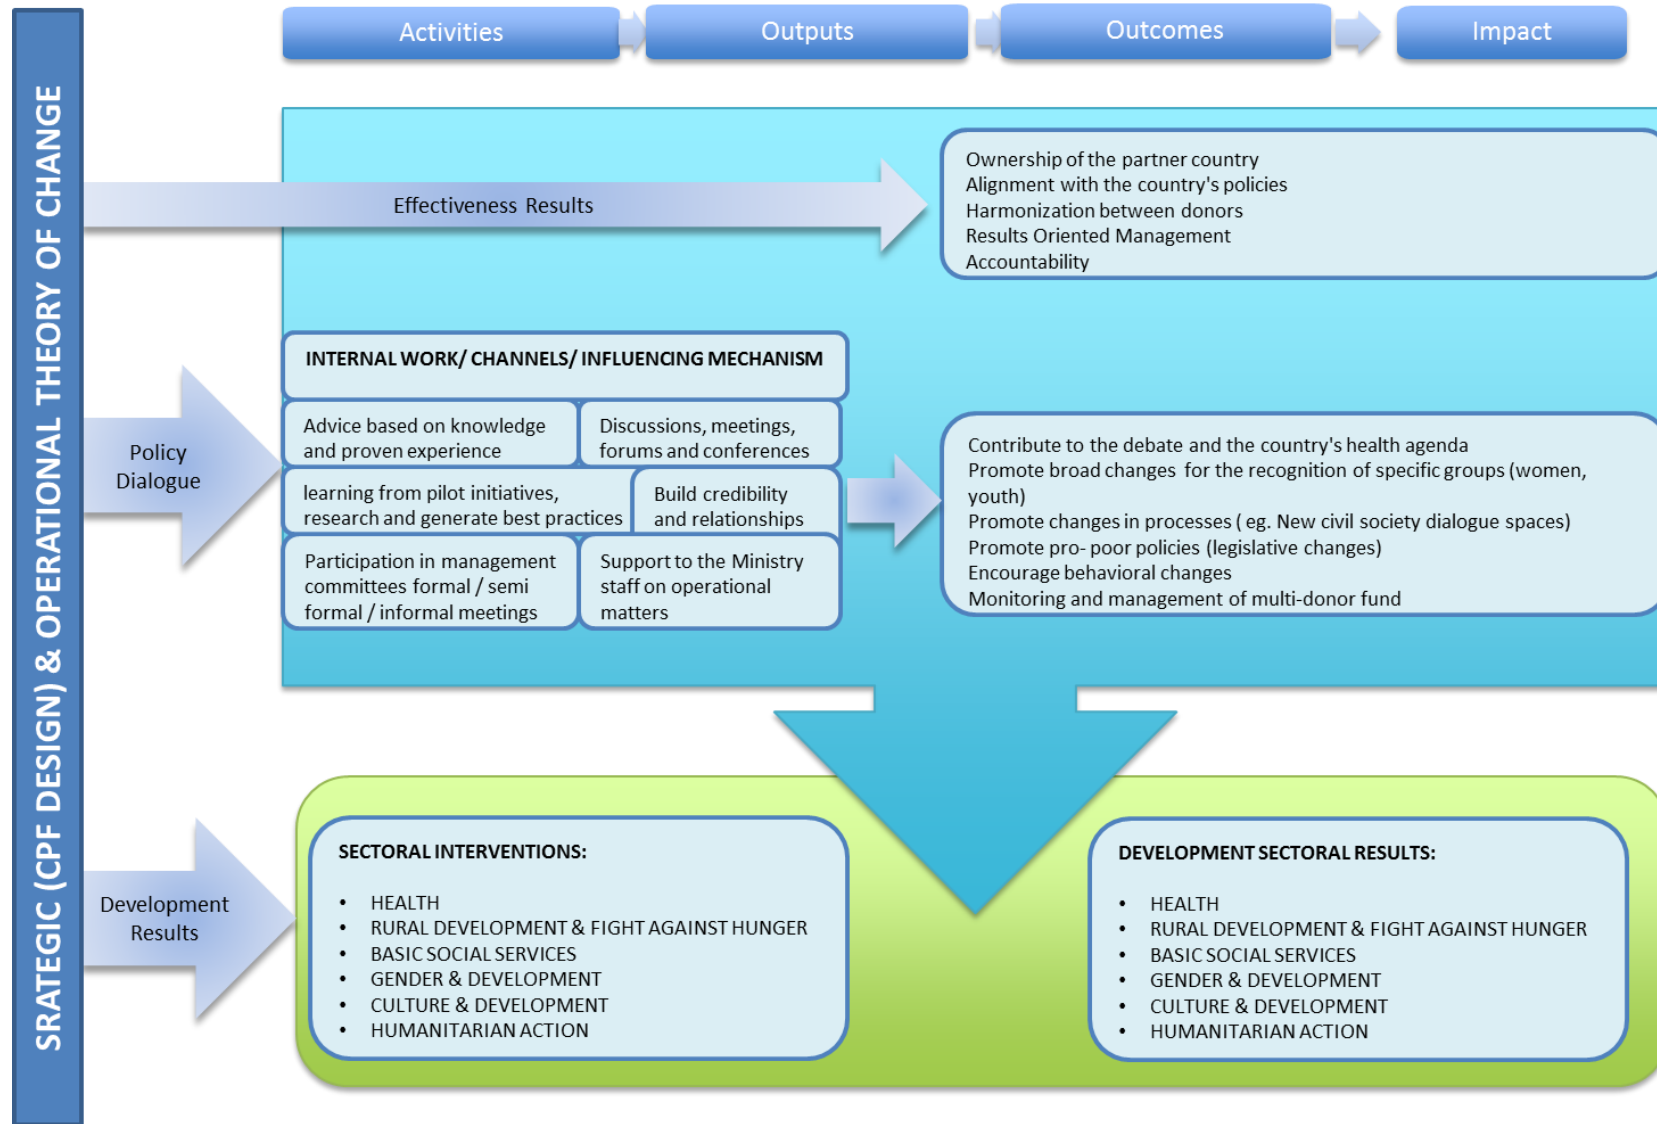 SRATEGIC (CPF DESIGN) & OPERATIONAL THEORY OF CHANGE
Activities
Outputs
Outcomes
Impact
Effectiveness Results
Ownership of the partner country
Alignment with the country's policies
Harmonization between donors
Results Oriented Management
Accountability
Policy
Dialogue
INTERNAL WORK/ CHANNELS/ INFLUENCING MECHANISM
Advice based on knowledge
and proven experience
Discussions, meetings,
forums and conferences
learning from pilot initiatives,
research and generate best practices
Build credibility
and relationships
Participation in management
committees formal / semi
formal / informal meetings
Support to the Ministry
staff on operational
matters
Contribute to the debate and the country's health agenda
Promote broad changes for the recognition of specific groups (women,
youth)
Promote changes in processes ( eg. New civil society dialogue spaces)
Promote pro- poor policies (legislative changes)
Encourage behavioral changes
Monitoring and management of multi-donor fund
Development
Results
SECTORAL INTERVENTIONS:
• HEALTH
• RURAL DEVELOPMENT & FIGHT AGAINST HUNGER
• BASIC SOCIAL SERVICES
• GENDER & DEVELOPMENT
• CULTURE & DEVELOPMENT
• HUMANITARIAN ACTION
DEVELOPMENT SECTORAL RESULTS:
• HEALTH
• RURAL DEVELOPMENT & FIGHT AGAINST HUNGER
• BASIC SOCIAL SERVICES
• GENDER & DEVELOPMENT
• CULTURE & DEVELOPMENT
• HUMANITARIAN ACTION